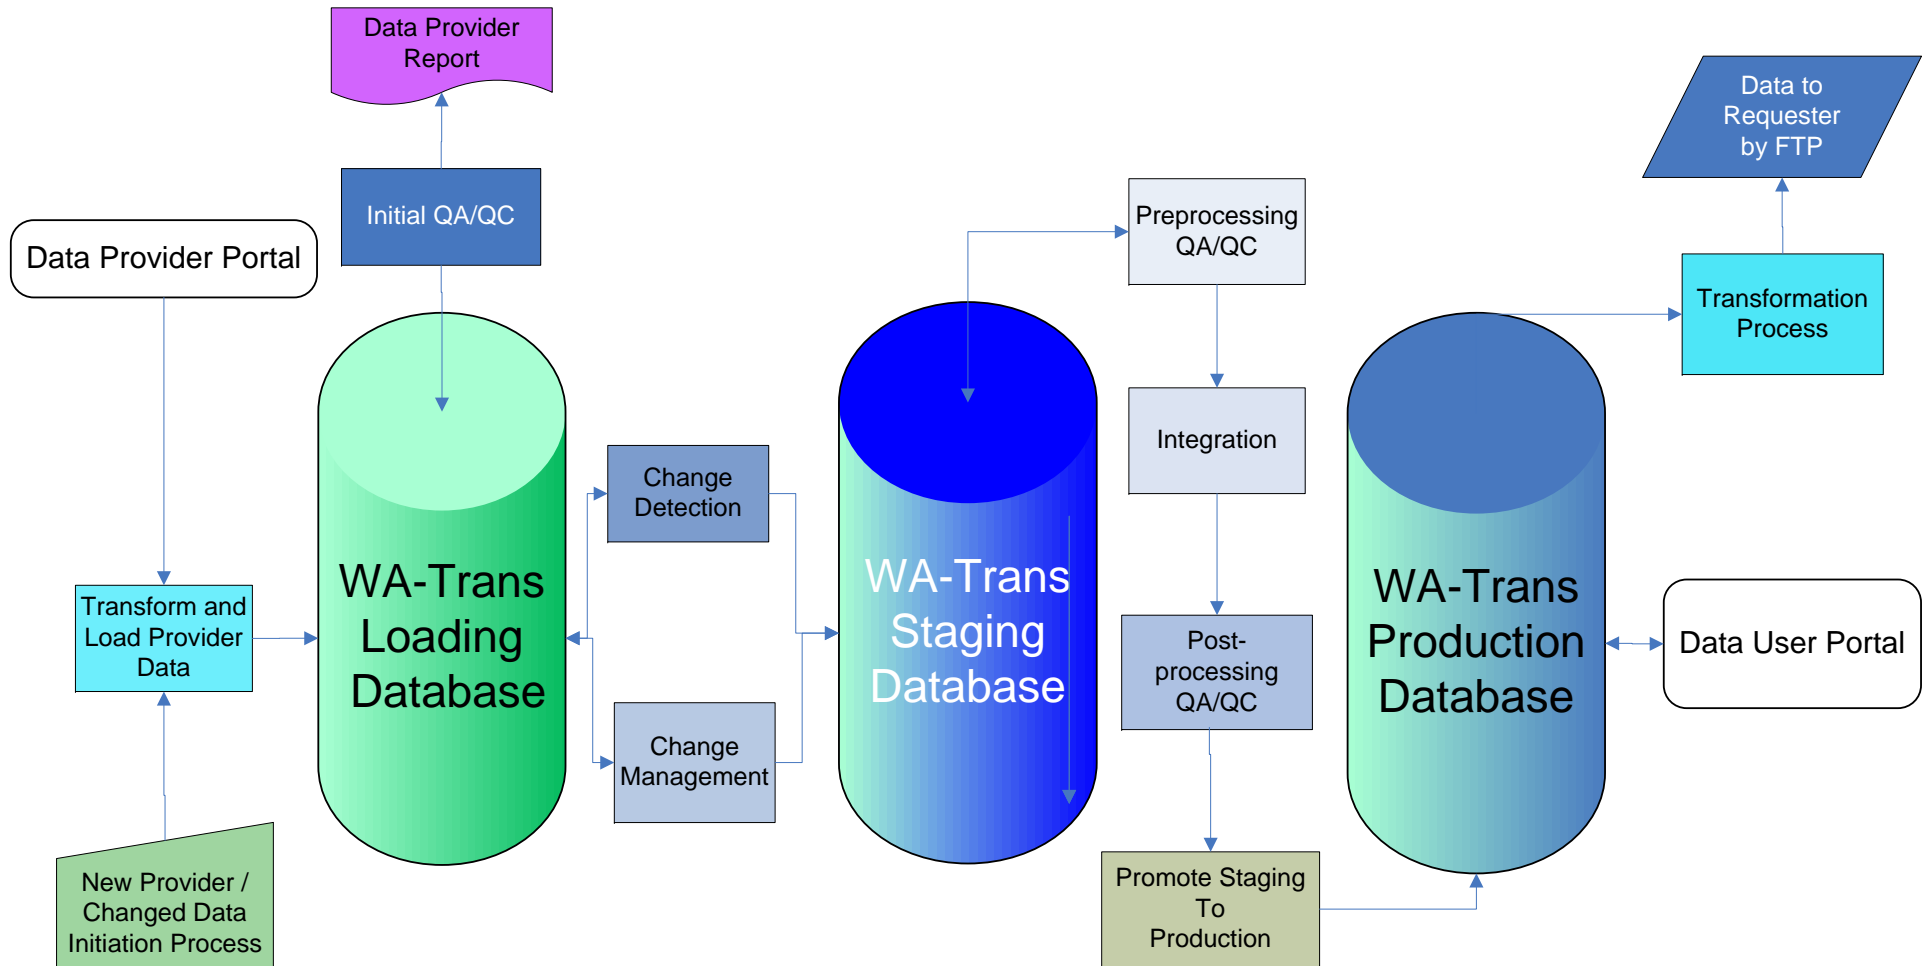 Data Provider
Report
Initial QA/QC
Data Provider Portal
Transform and
Load Provider
Data
New Provider /
Changed Data
Initiation Process
WA-Trans
Loading
Database
Change
Detection
Change
Management
WA-Trans
Staging
Database
Preprocessing
QA/QC
Integration
Post-
processing
QA/QC
Promote Staging
To
Production
WA-Trans
Production
Database
Data to
Requester
by FTP
Transformation
Process
Data User Portal